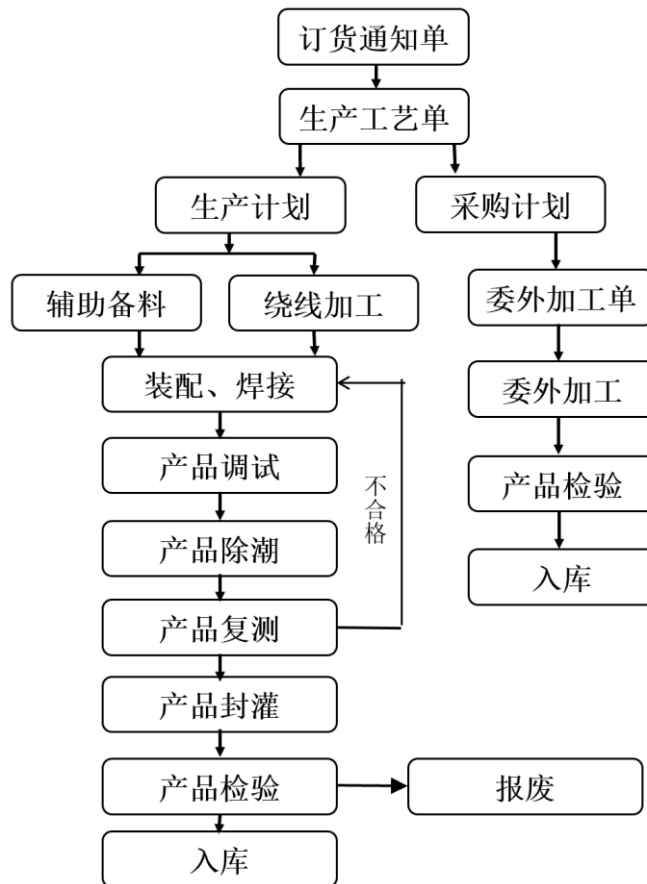 订货通知单
生产工艺单
生产计划
采购计划
辅助备料
绕线加工
委外加工单
装配、焊接
委外加工
产品调试
产品检验
不合格
产品除潮
入库
产品复测
产品封灌
产品检验
报废
入库